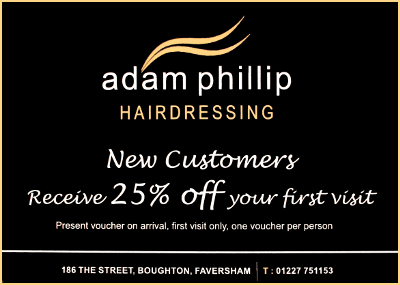 adam phillip
HAIRDRESSING
New Customers
Receive 25% off your first visit
Present voucher on arrival, first visit only, one voucher per person
186 THE STREET, BOUGHTON, FAVERSHAM | T : 01227 751153